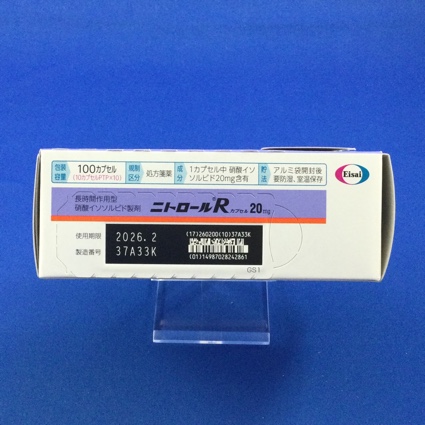 包装容量 100カプセル (10カプセルPTP×10) 規制区分 処方箋薬 成分 1カプセル中 硝酸イソソルビド20mg含有 貯法 アルミ袋開封後要防湿、室温保存 Eisai
長時間作用型
硝酸イソソルビド製剤 ニトロールRカプセル 20mg
使用期限 2026.2
製造番号 37A33K
(17)260200(10)37A33K
(01)14987028242861
GS1